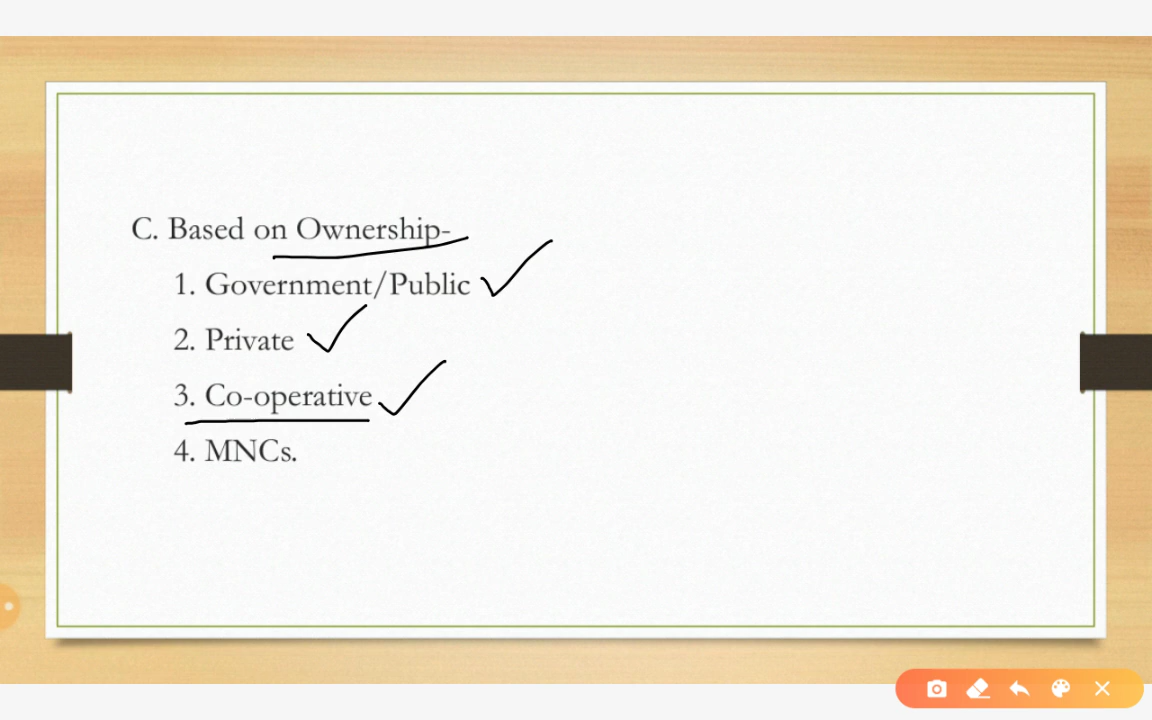 C. Based on Ownership-
1. Government/Public
2. Private
3. Co-operative
4. MNCs.